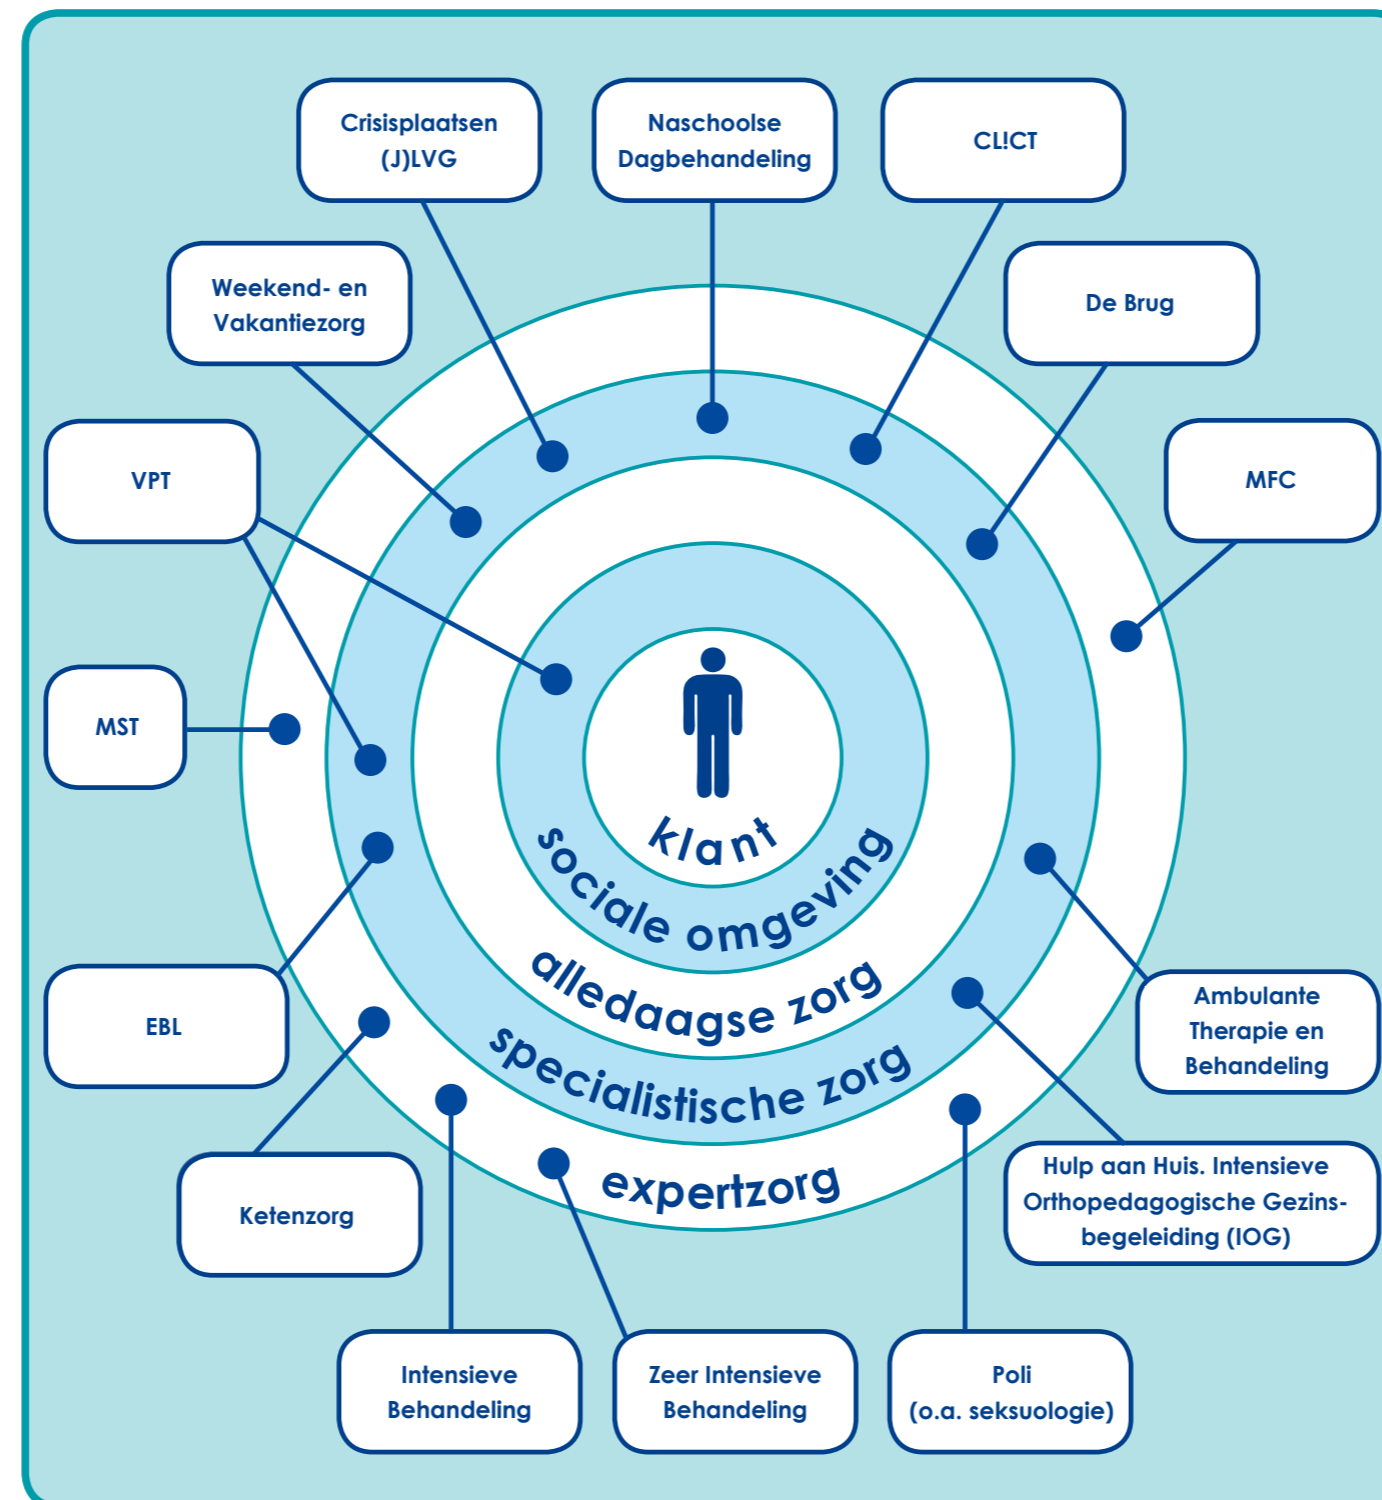 Crisisplaatsen
(J)LVG
Naschoolse
Dagbehandeling
CL!CT
Weekend- en
Vakantiezorg
De Brug
VPT
MFC
MST
klant
sociale omgeving
alledaagse zorg
specialistische zorg
expertzorg
EBL
Ambulante
Therapie en
Behandeling
Ketenzorg
Hulp aan Huis. Intensieve
Orthopedagogische Gezins-
begeleiding (IOG)
Intensieve
Behandeling
Zeer Intensieve
Behandeling
Poli
(o.a. seksuologie)